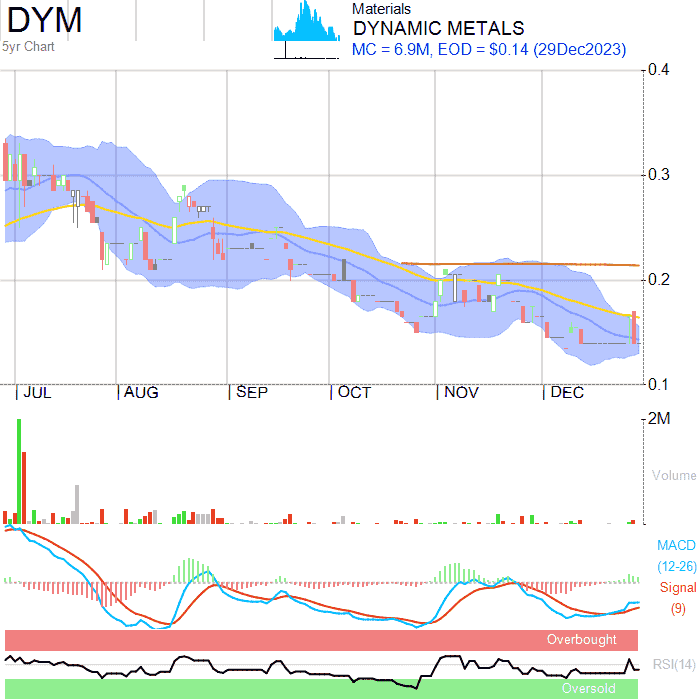 DYM
5yr Chart
Materials
DYNAMIC METALS
MC = 6.9M, EOD = $0.14 (29Dec2023)
0.4
0.3
0.2
0.1
JUL AUG SEP OCT NOV DEC
2M
Volume
MACD
(12-26)
Signal
(9)
Overbought
RSI(14)
Oversold